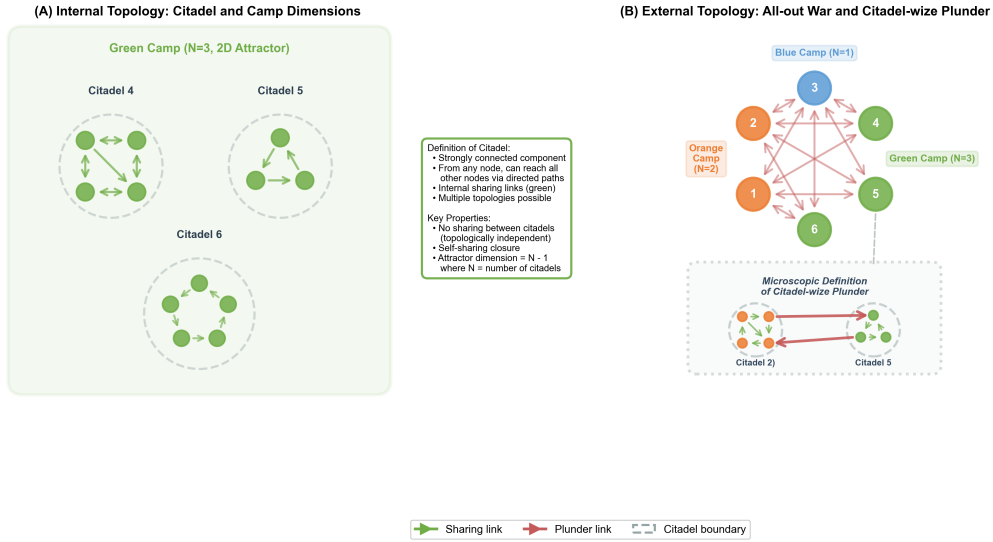 (A) Internal Topology: Citadel and Camp Dimensions
Green Camp (N=3, 2D Attractor)
Citadel 4
Citadel 5
Citadel 6
Definition of Citadel:
• Strongly connected component
• From any node, can reach all
other nodes via directed paths
• Internal sharing links (green)
• Multiple topologies possible
Key Properties:
• No sharing between citadels
(topologically independent)
• Self-sharing closure
• Attractor dimension = N - 1
where N = number of citadels
(B) External Topology: All-out War and Citadel-wize Plunder
Blue Camp (N=1)
3
2
4
Orange
Camp
(N=2)
Green Camp (N=3)
1
5
6
Microscopic Definition
of Citadel-wize Plunder
Citadel 2)
Citadel 5
Sharing link
Plunder link
Citadel boundary